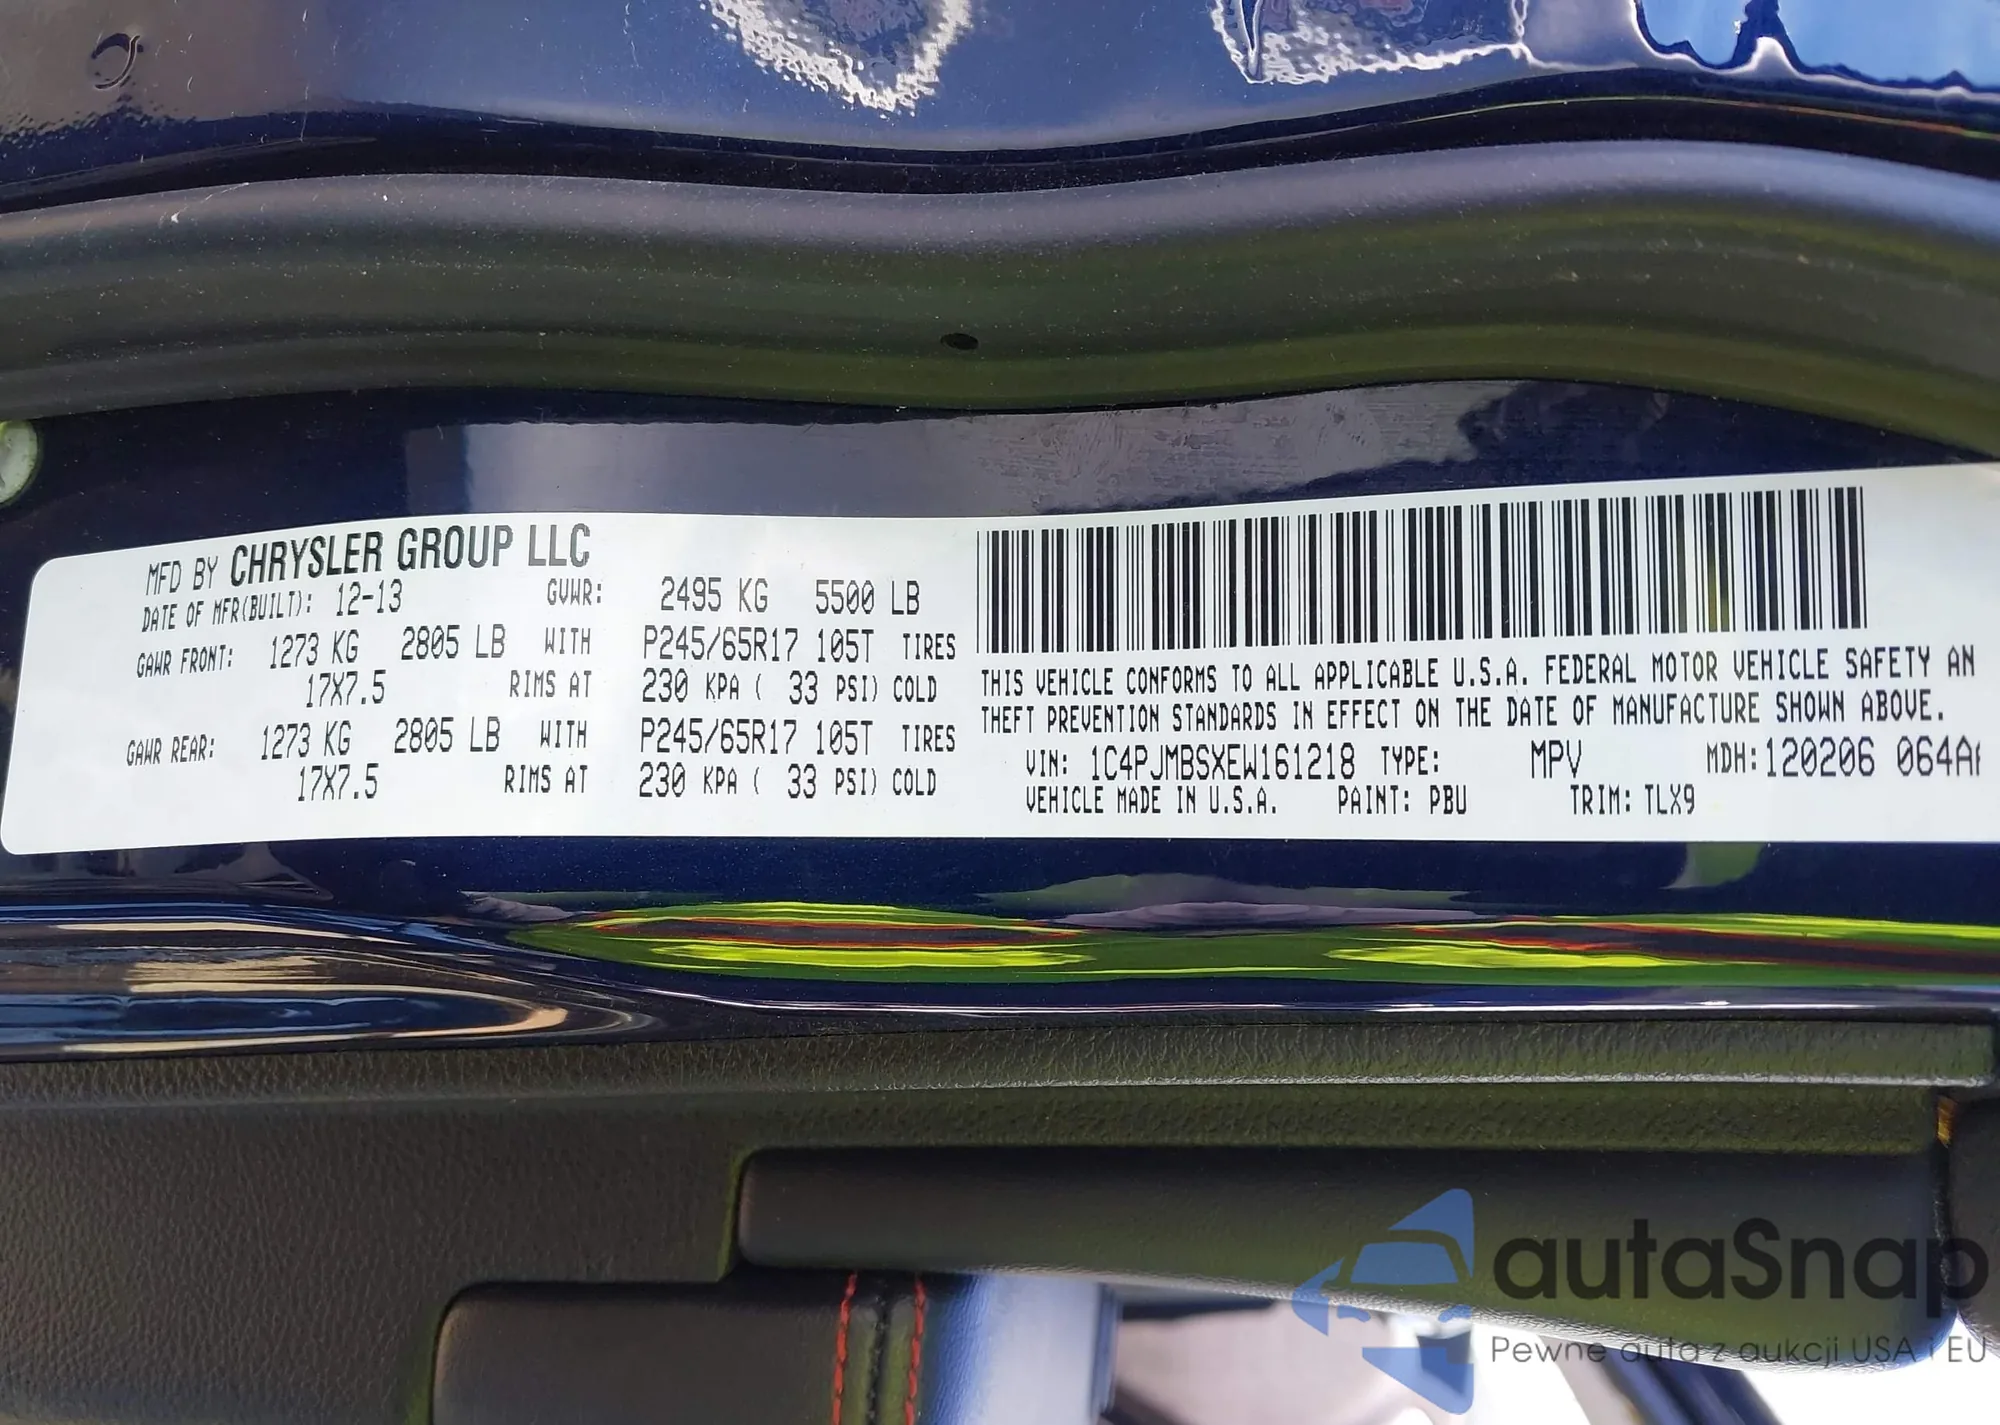 MFD BY CHRYSLER GROUP LLC
DATE OF MFR(BUILT): 12-13 GVWR: 2495 KG 5500 LB
GAWR FRONT: 1273 KG 2805 LB WITH P245/65R17 105T TIRES
17X7.5 RIMS AT 230 KPA ( 33 PSI) COLD
GAWR REAR: 1273 KG 2805 LB WITH P245/65R17 105T TIRES
17X7.5 RIMS AT 230 KPA ( 33 PSI) COLD
THIS VEHICLE CONFORMS TO ALL APPLICABLE U.S.A. FEDERAL MOTOR VEHICLE SAFETY AN
THEFT PREVENTION STANDARDS IN EFFECT ON THE DATE OF MANUFACTURE SHOWN ABOVE.
VIN: 1C4PJMBSXEW161218 TYPE: MPV MDH:120206 064A
VEHICLE MADE IN U.S.A. PAINT: PBU TRIM: TLX9
autaSnap
Pewne auta z aukcji USA i EU